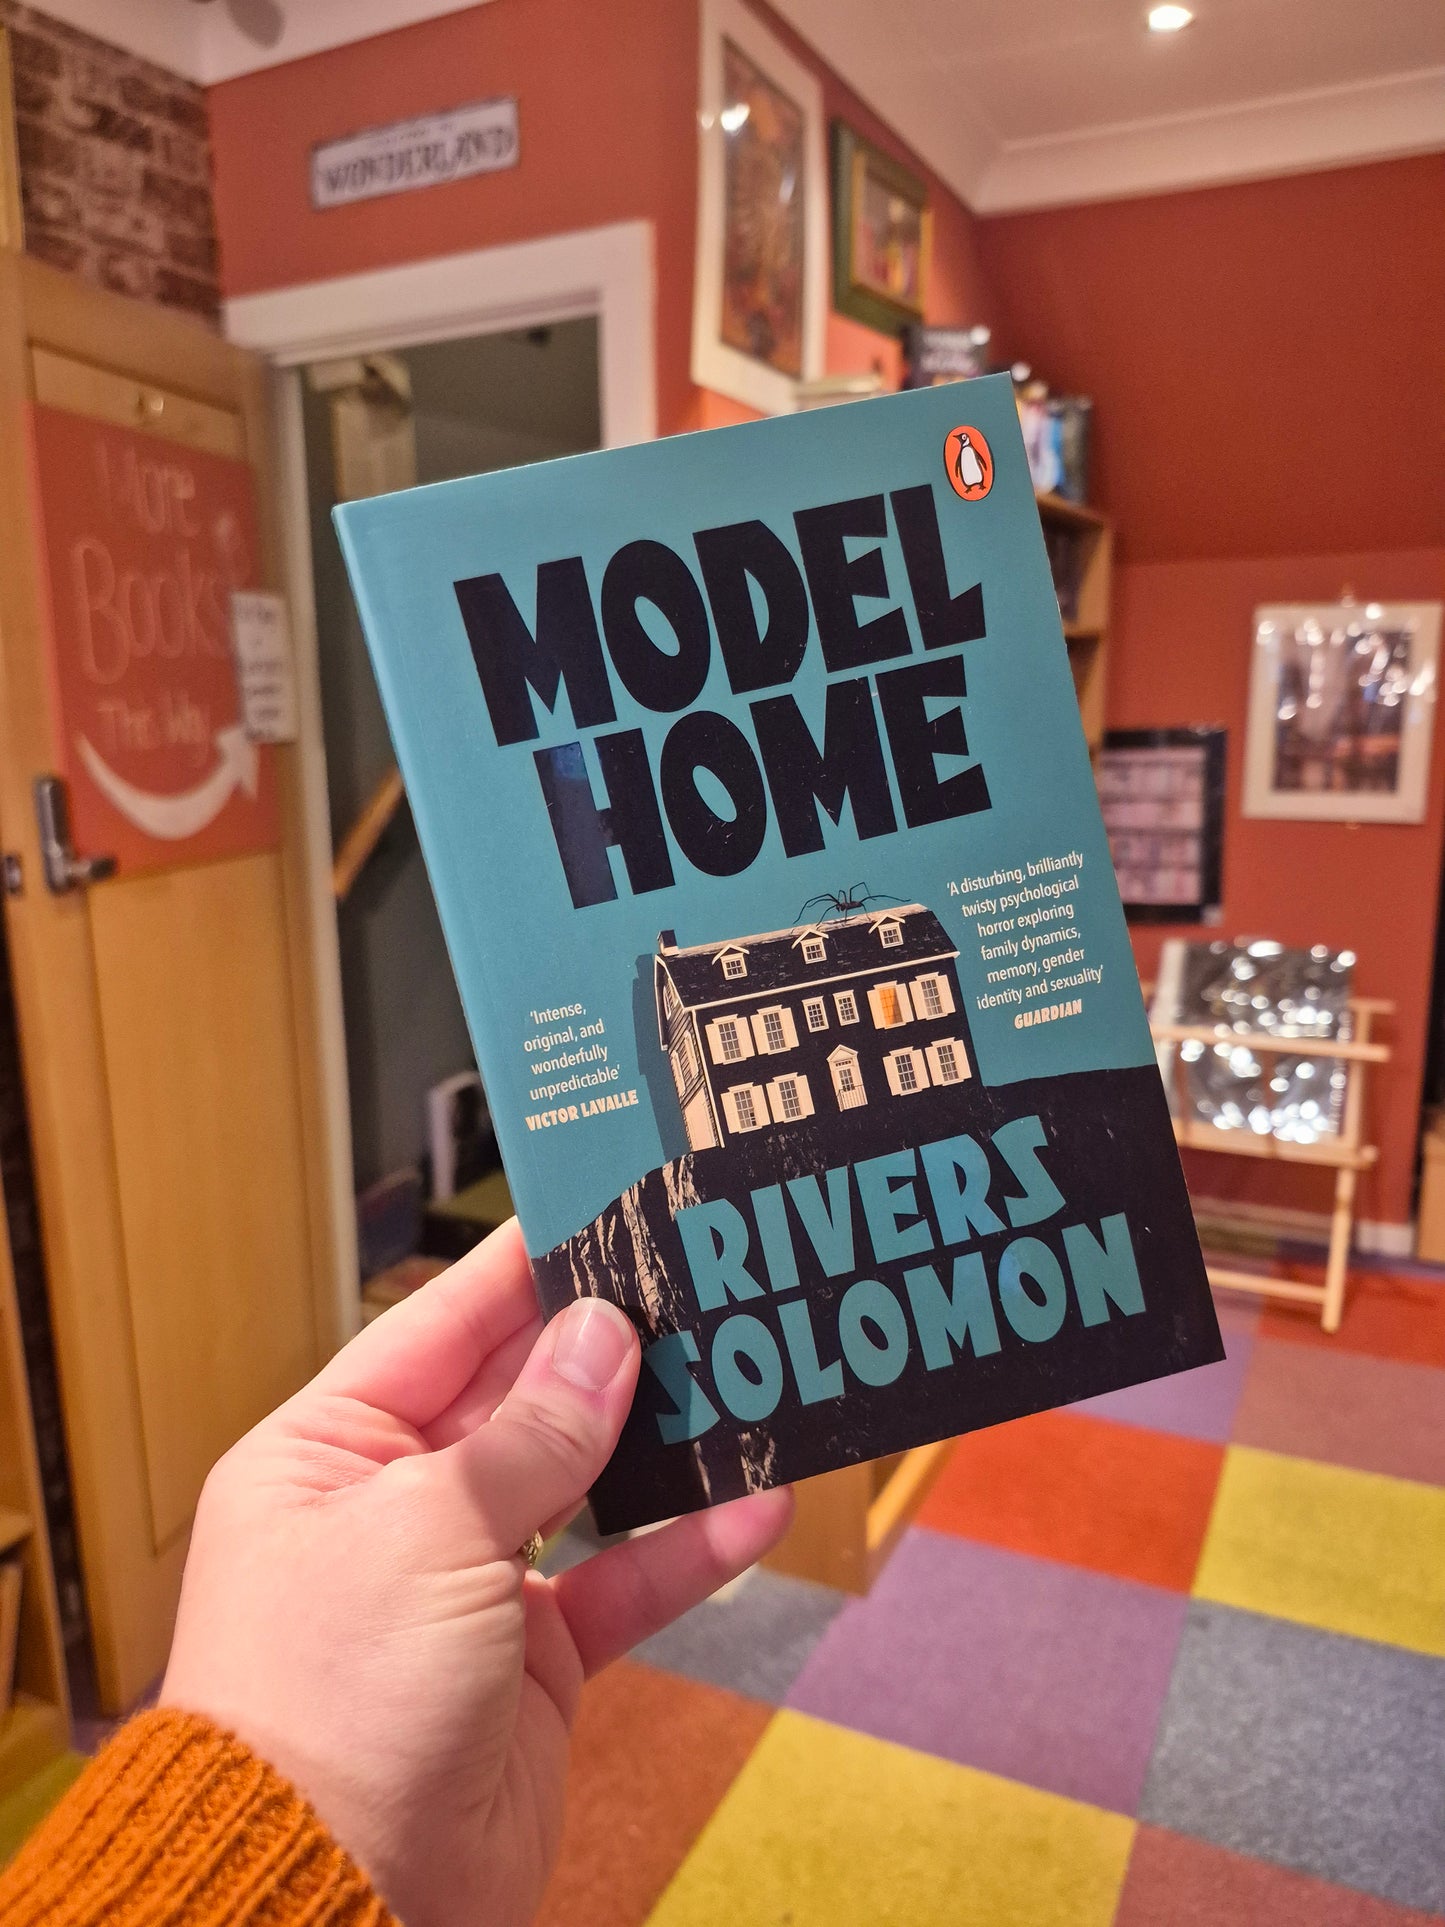 WONDERLAND
More
Books
This Way
MODEL
HOME
'A disturbing, brilliantly
twisty psychological
horror exploring
family dynamics,
memory, gender
identity and sexuality'
GUARDIAN
'Intense,
original, and
wonderfully
unpredictable'
VICTOR LAVALLE
RIVERS
SOLOMON